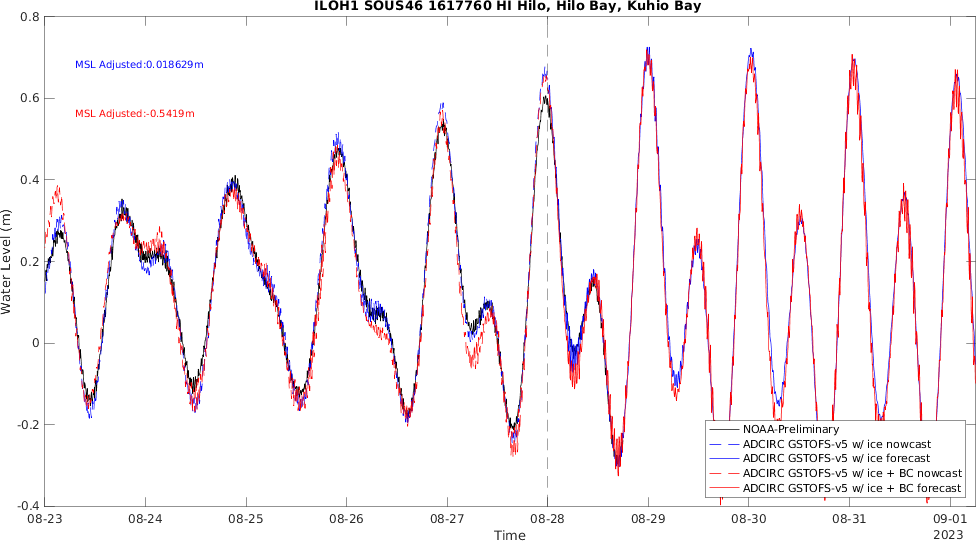 ILOH1 SOUS46 1617760 HI Hilo, Hilo Bay, Kuhio Bay
MSL Adjusted:0.018629m
MSL Adjusted:-0.5419m
Water Level (m)
0.8
0.6
0.4
0.2
0
-0.2
-0.4
NOAA-Preliminary
ADCIRC GSTOFS-v5 w/ ice nowcast
ADCIRC GSTOFS-v5 w/ ice forecast
ADCIRC GSTOFS-v5 w/ ice + BC nowcast
ADCIRC GSTOFS-v5 w/ ice + BC forecast
08-23 08-24 08-25 08-26 08-27 08-28 08-29 08-30 08-31 09-01
2023
Time